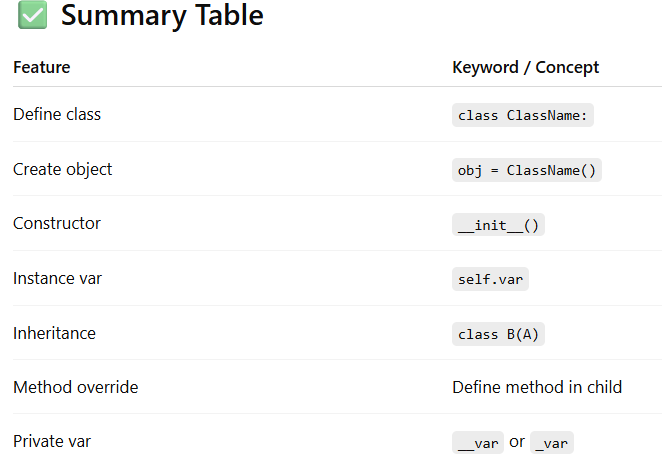 ✅ Summary Table
Feature Keyword / Concept
Define class class ClassName:
Create object obj = ClassName()
Constructor __init__()
Instance var self.var
Inheritance class B(A)
Method override Define method in child
Private var __var or _var